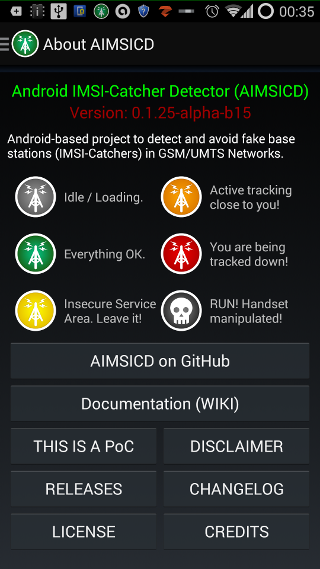 00:35
About AIMSICD
Android IMSI-Catcher Detector (AIMSICD)
Version: 0.1.25-alpha-b15
Android-based project to detect and avoid fake base
stations (IMSI-Catchers) in GSM/UMTS Networks.
Idle / Loading.
Active tracking
close to you!
Everything OK.
You are being
tracked down!
Insecure Service
Area. Leave it!
RUN! Handset
manipulated!
AIMSICD on GitHub
Documentation (WIKI)
THIS IS A PoC
DISCLAIMER
RELEASES
CHANGELOG
LICENSE
CREDITS